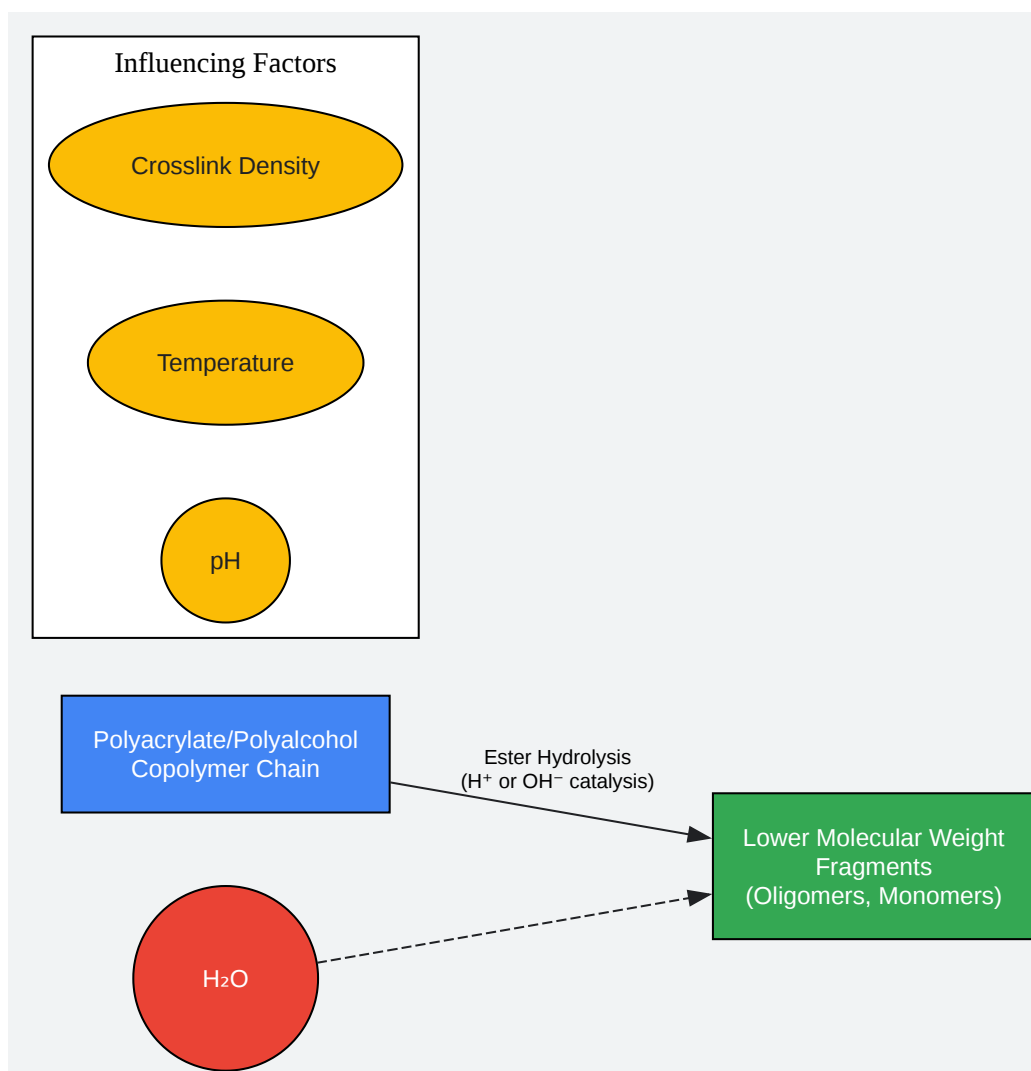 Influencing Factors
Crosslink Density
Temperature
pH
Polyacrylate/Polyalcohol
Copolymer Chain
Ester Hydrolysis
(H⁺ or OH⁻ catalysis)
Lower Molecular Weight
Fragments
(Oligomers, Monomers)
H₂O